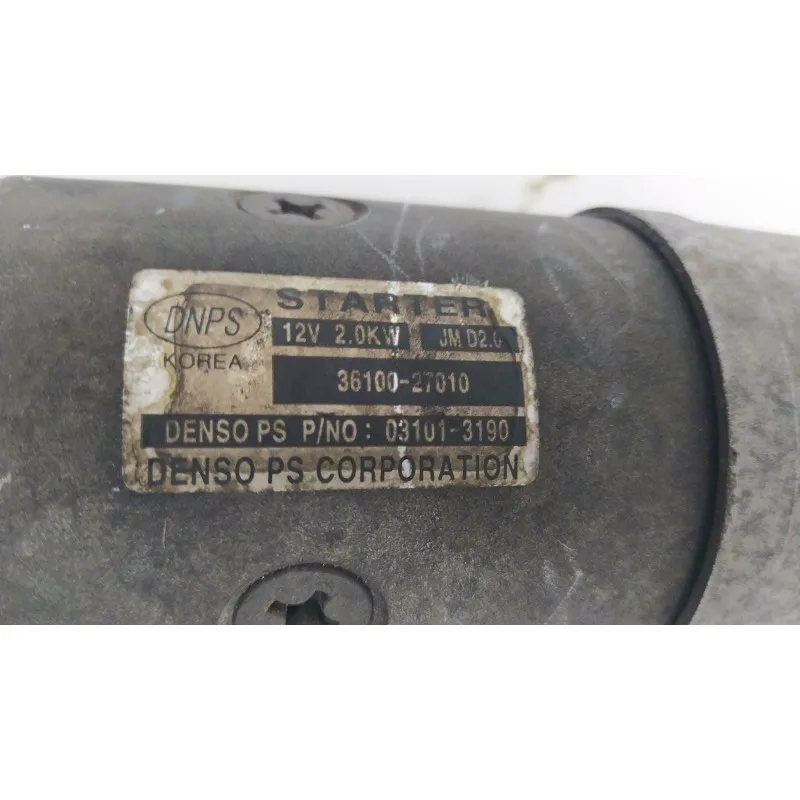 STARTER
DNPS
12V 2.0KW JM D2.0
KOREA
36100-27010
DENSO PS P/NO: 03101-3190
DENSO PS CORPORATION